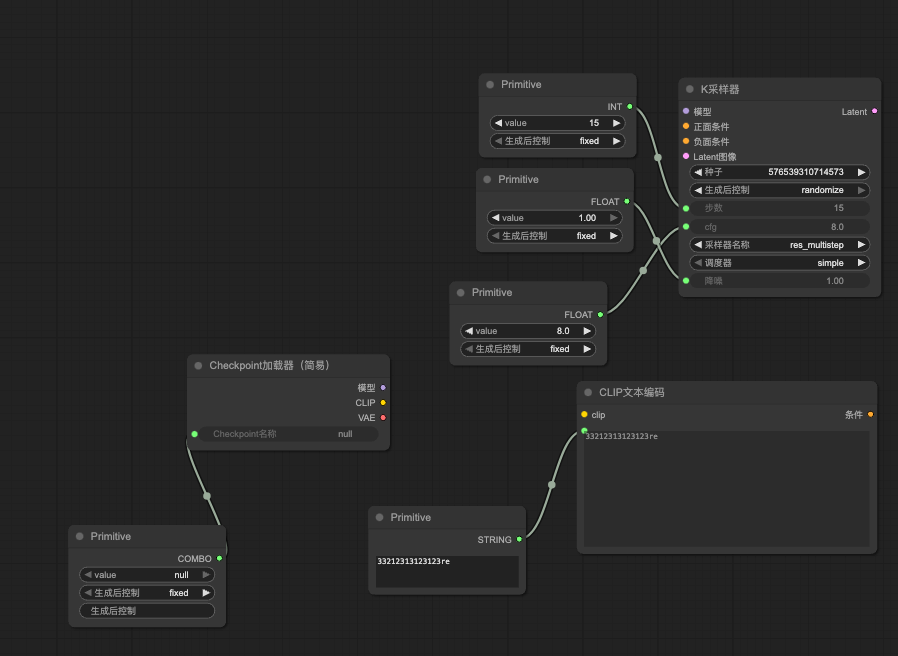 Primitive
INT
value 15
生成后控制 fixed
K采样器
模型 Latent
正面条件
负面条件
Latent图像
种子 576539310714573
生成后控制 randomize
步数 15
cfg 8.0
采样器名称 res_multistep
调度器 simple
降噪 1.00
Primitive
FLOAT
value 1.00
生成后控制 fixed
Primitive
FLOAT
value 8.0
生成后控制 fixed
Checkpoint加载器（简易）
模型
CLIP
VAE
Checkpoint名称 null
CLIP文本编码
clip 条件
33212313123123re
Primitive
STRING
33212313123123re
Primitive
COMBO
value null
生成后控制 fixed
生成后控制